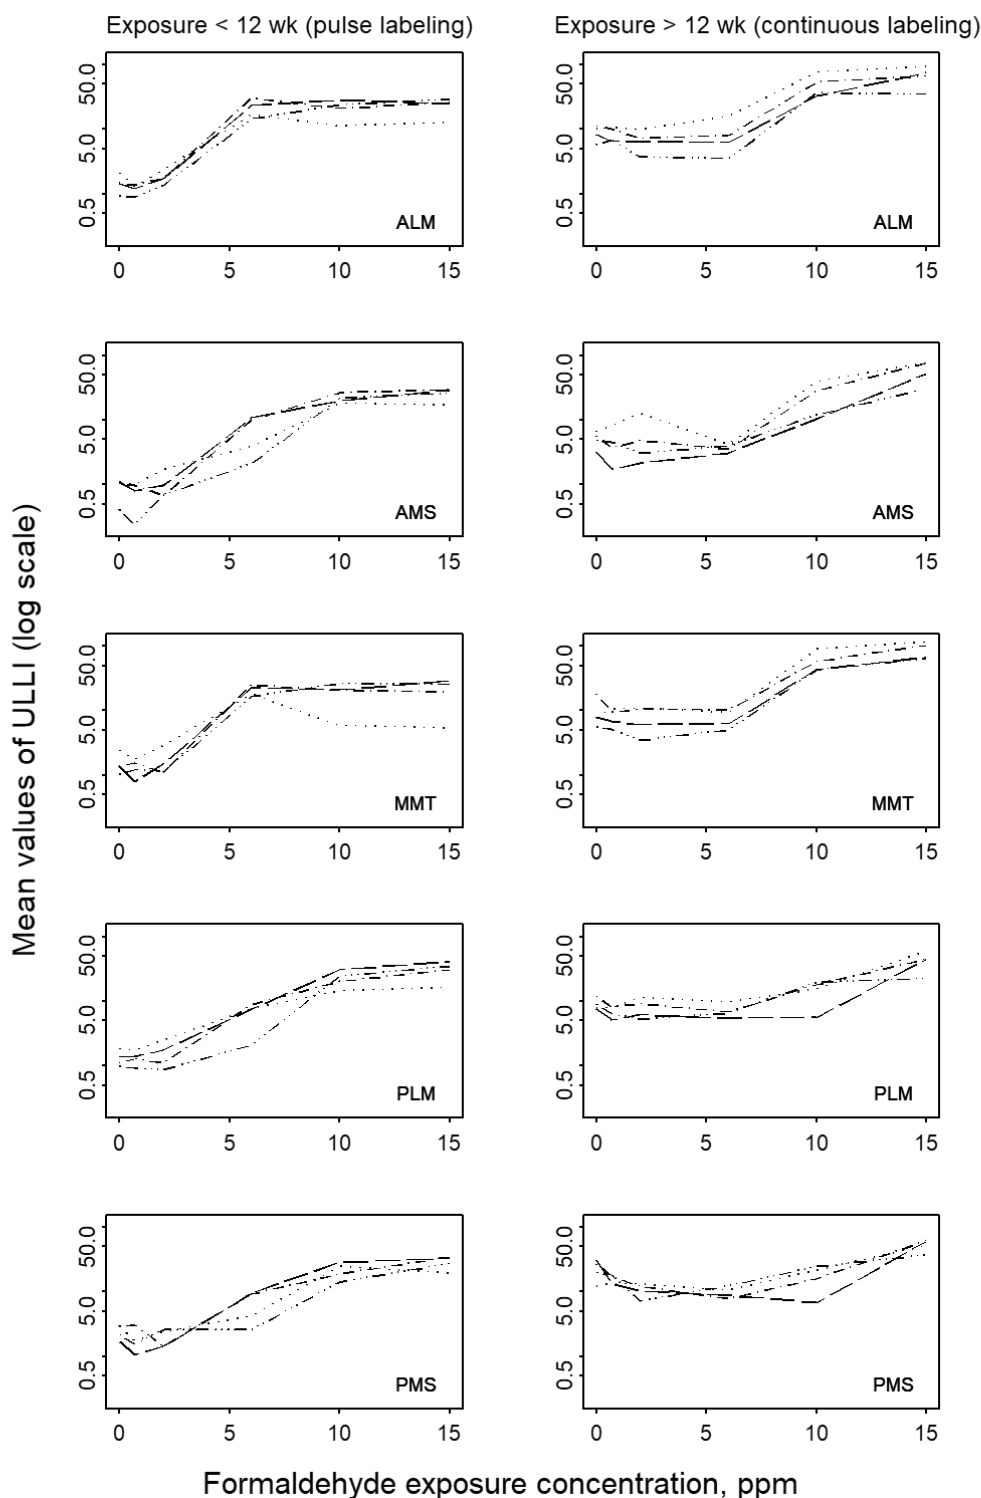 Exposure < 12 wk (pulse labeling) Exposure > 12 wk (continuous labeling)
50.0
5.0
0.5
ALM
0 5 10 15
50.0
5.0
0.5
ALM
0 5 10 15
50.0
5.0
0.5
AMS
0 5 10 15
50.0
5.0
0.5
AMS
0 5 10 15
Mean values of ULLI (log scale)
50.0
5.0
0.5
MMT
0 5 10 15
50.0
5.0
0.5
MMT
0 5 10 15
50.0
5.0
0.5
PLM
0 5 10 15
50.0
5.0
0.5
PLM
0 5 10 15
50.0
5.0
0.5
PMS
0 5 10 15
50.0
5.0
0.5
PMS
0 5 10 15
Formaldehyde exposure concentration, ppm